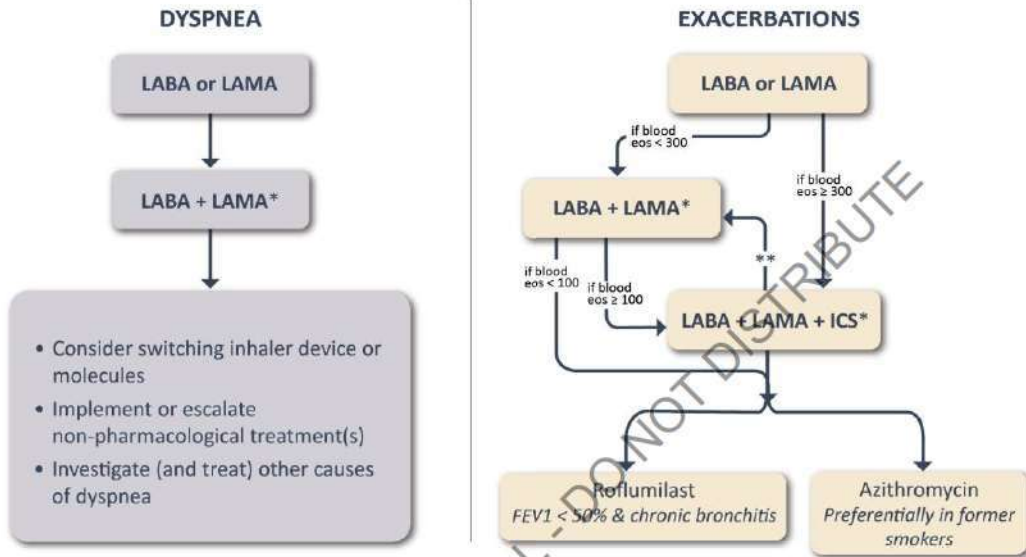 DYSPNEA
LABA or LAMA
LABA + LAMA*
• Consider switching inhaler device or
molecules
• Implement or escalate
non-pharmacological treatment(s)
• Investigate (and treat) other causes
of dyspnea
EXACERBATIONS
LABA or LAMA
if blood
eos < 300
if blood
eos ≥ 300
LABA + LAMA*
**
if blood
eos < 100
if blood
eos ≥ 100
LABA + LAMA + ICS*
Roflumilast
FEV1 < 50% & chronic bronchitis
Azithromycin
Preferentially in former
smokers
- DO NOT DISTRIBUTE